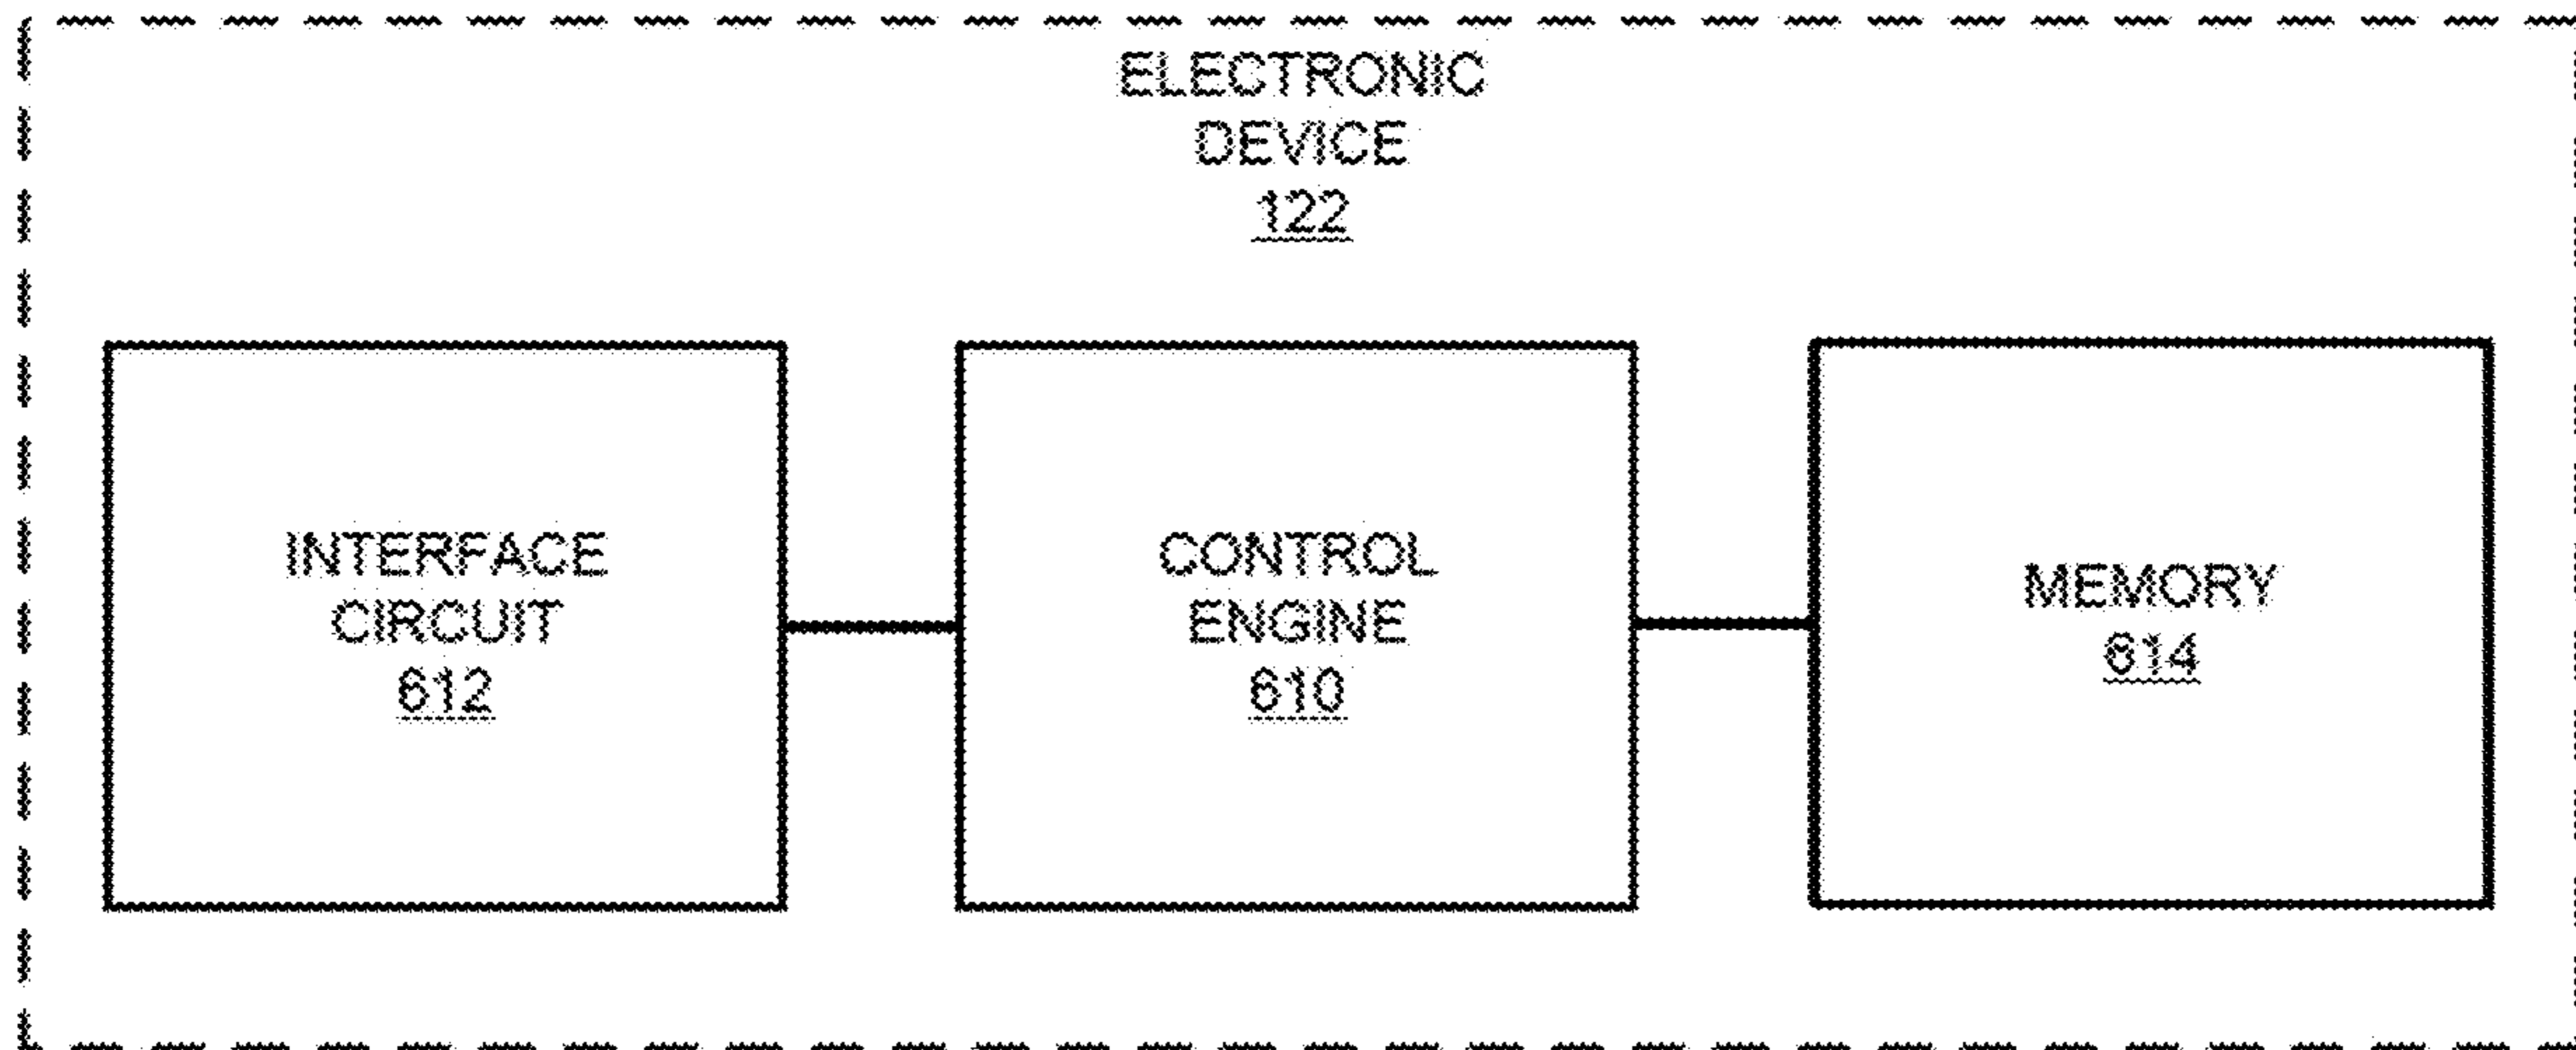 ELECTRONIC
DEVICE
122
INTERFACE
CIRCUIT
612
CONTROL
ENGINE
610
MEMORY
614